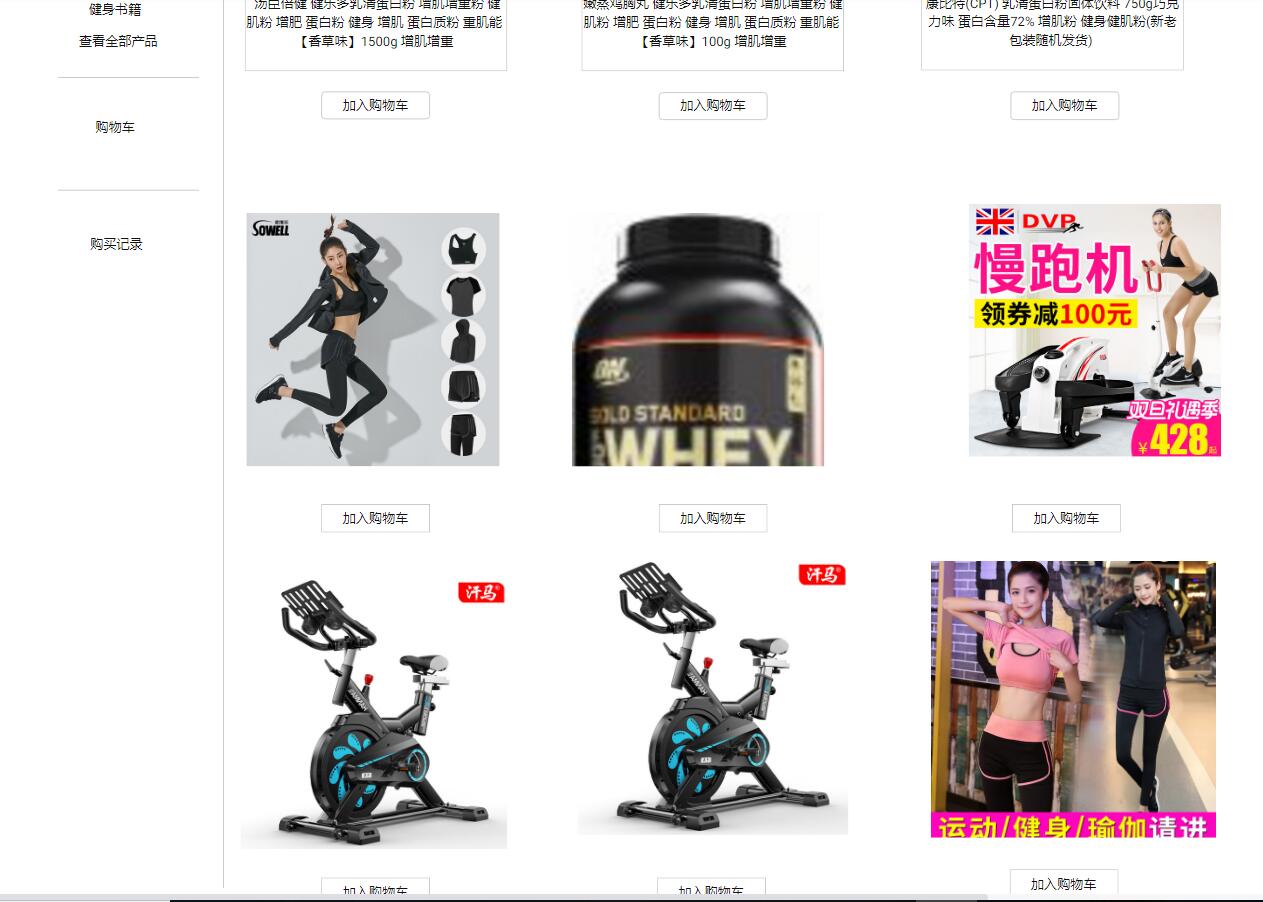 健身书籍
查看全部产品
购物车
购买记录
汤臣倍健 健乐多乳清蛋白粉 增肌增重粉 健
肌粉 增肥 蛋白粉 健身 增肌 蛋白质粉 重肌能
【香草味】1500g 增肌增重
嫩蒸鸡胸丸 健乐多乳清蛋白粉 增肌增重粉 健
肌粉 增肥 蛋白粉 健身 增肌 蛋白质粉 重肌能
【香草味】100g 增肌增重
康比特(CPT) 乳清蛋白粉固体饮料 750g巧克
力味 蛋白含量72% 增肌粉 健身健肌粉(新老
包装随机发货)
加入购物车
加入购物车
加入购物车
SOWELL
ON
GOLD STANDARD
WHEY
DVP
慢跑机
领券减100元
双旦礼遇季
¥428起
加入购物车
加入购物车
加入购物车
汗马®
汗马®
运动/健身/瑜伽请进
加入购物车
加入购物车
加入购物车